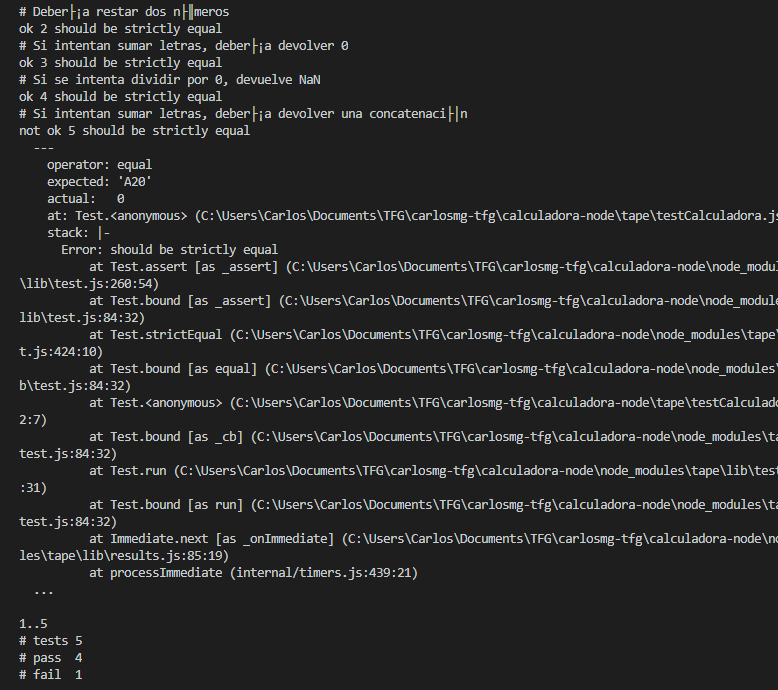 # Deber├¡a restar dos n├║meros
ok 2 should be strictly equal
# Si intentan sumar letras, deber├¡a devolver 0
ok 3 should be strictly equal
# Si se intenta dividir por 0, devuelve NaN
ok 4 should be strictly equal
# Si intentan sumar letras, deber├¡a devolver una concatenaci├│n
not ok 5 should be strictly equal
---
operator: equal
expected: 'A20'
actual: 0
at: Test.<anonymous> (C:\Users\Carlos\Documents\TFG\carlosmg-tfg\calculadora-node\tape\testCalculadora.js
stack: |-
Error: should be strictly equal
at Test.assert [as _assert] (C:\Users\Carlos\Documents\TFG\carlosmg-tfg\calculadora-node\node_modul
\lib\test.js:260:54)
at Test.bound [as _assert] (C:\Users\Carlos\Documents\TFG\carlosmg-tfg\calculadora-node\node_module
lib\test.js:84:32)
at Test.strictEqual (C:\Users\Carlos\Documents\TFG\carlosmg-tfg\calculadora-node\node_modules\tape\
t.js:424:10)
at Test.bound [as equal] (C:\Users\Carlos\Documents\TFG\carlosmg-tfg\calculadora-node\node_modules\
b\test.js:84:32)
at Test.<anonymous> (C:\Users\Carlos\Documents\TFG\carlosmg-tfg\calculadora-node\tape\testCalculado
2:7)
at Test.bound [as _cb] (C:\Users\Carlos\Documents\TFG\carlosmg-tfg\calculadora-node\node_modules\ta
test.js:84:32)
at Test.run (C:\Users\Carlos\Documents\TFG\carlosmg-tfg\calculadora-node\node_modules\tape\lib\test
:31)
at Test.bound [as run] (C:\Users\Carlos\Documents\TFG\carlosmg-tfg\calculadora-node\node_modules\ta
test.js:84:32)
at Immediate.next [as _onImmediate] (C:\Users\Carlos\Documents\TFG\carlosmg-tfg\calculadora-node\no
les\tape\lib\results.js:85:19)
at processImmediate (internal/timers.js:439:21)
...
1..5
# tests 5
# pass 4
# fail 1